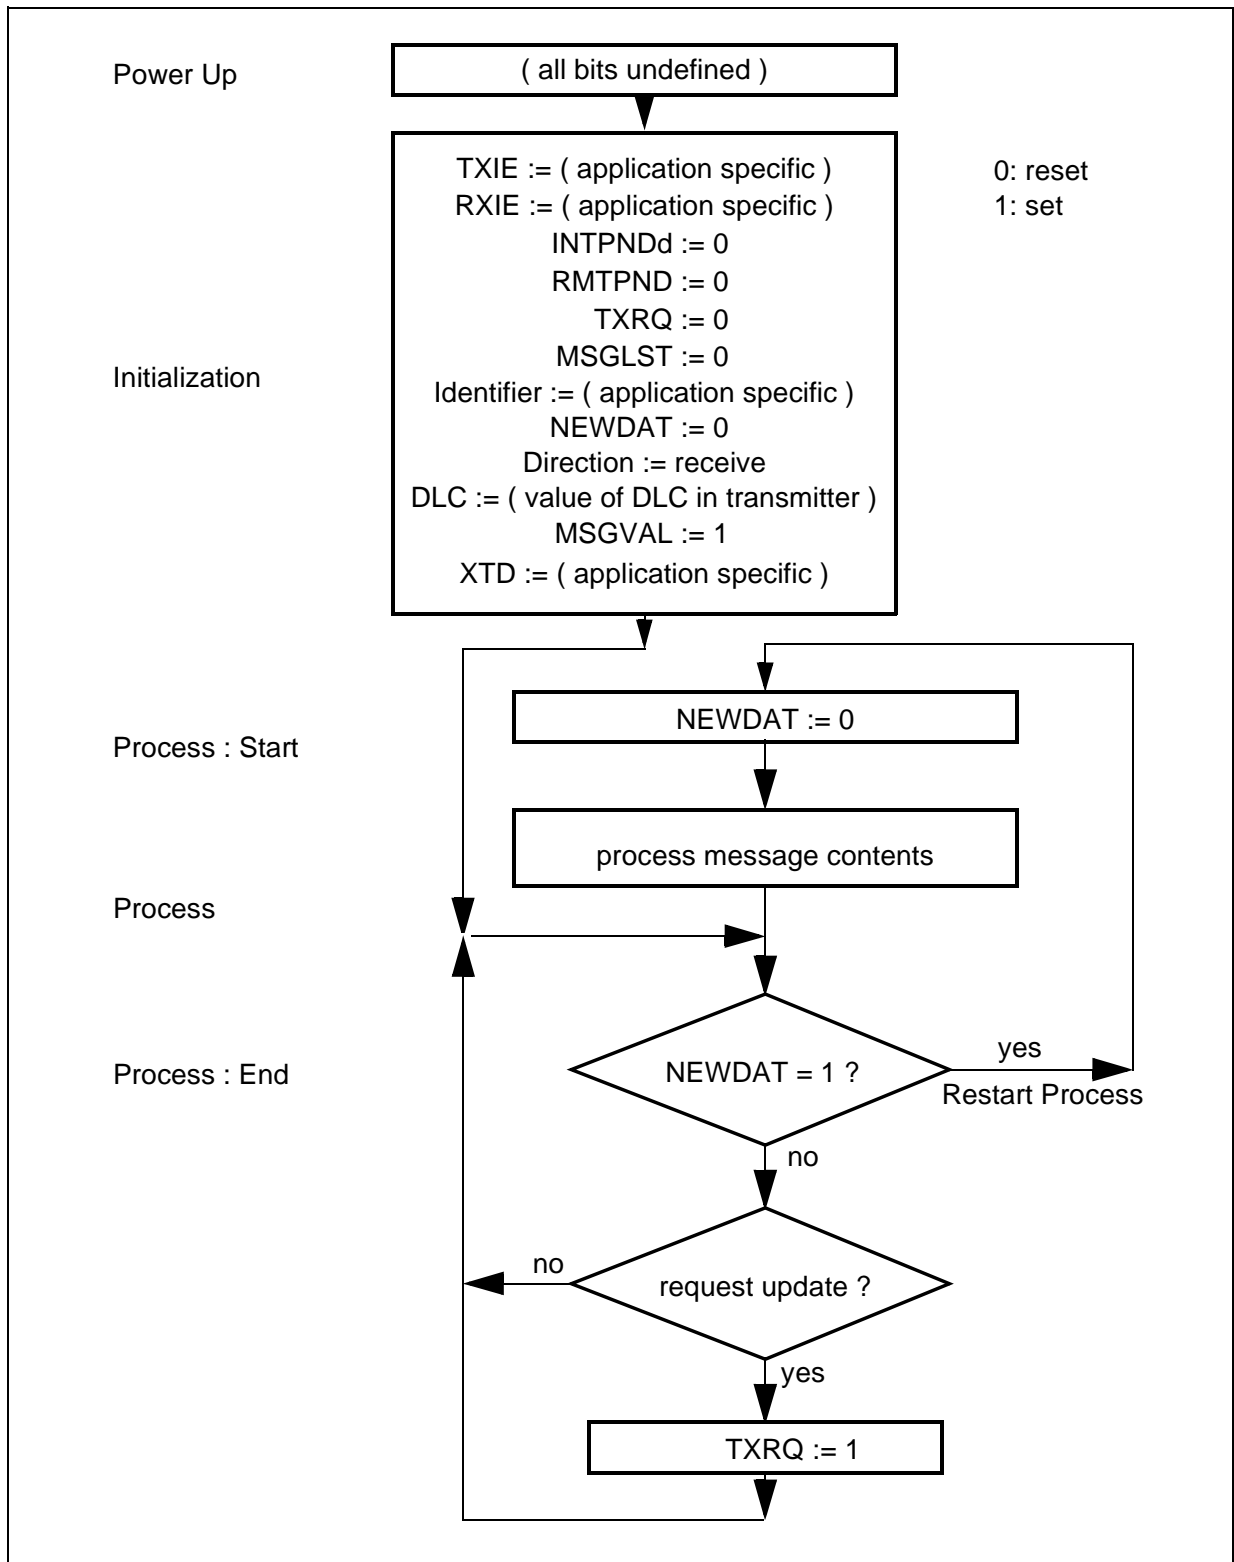 Power Up
( all bits undefined )
TXIE := ( application specific )
0: reset
RXIE := ( application specific )
1: set
INTPNDd := 0
RMTPND := 0
TXRQ := 0
MSGLST := 0
Initialization
Identifier := ( application specific )
NEWDAT := 0
Direction := receive
DLC := ( value of DLC in transmitter )
MSGVAL := 1
XTD := ( application specific )
NEWDAT := 0
Process : Start
process message contents
Process
Process : End
NEWDAT = 1 ?
yes
Restart Process
no
no
request update ?
yes
TXRQ := 1